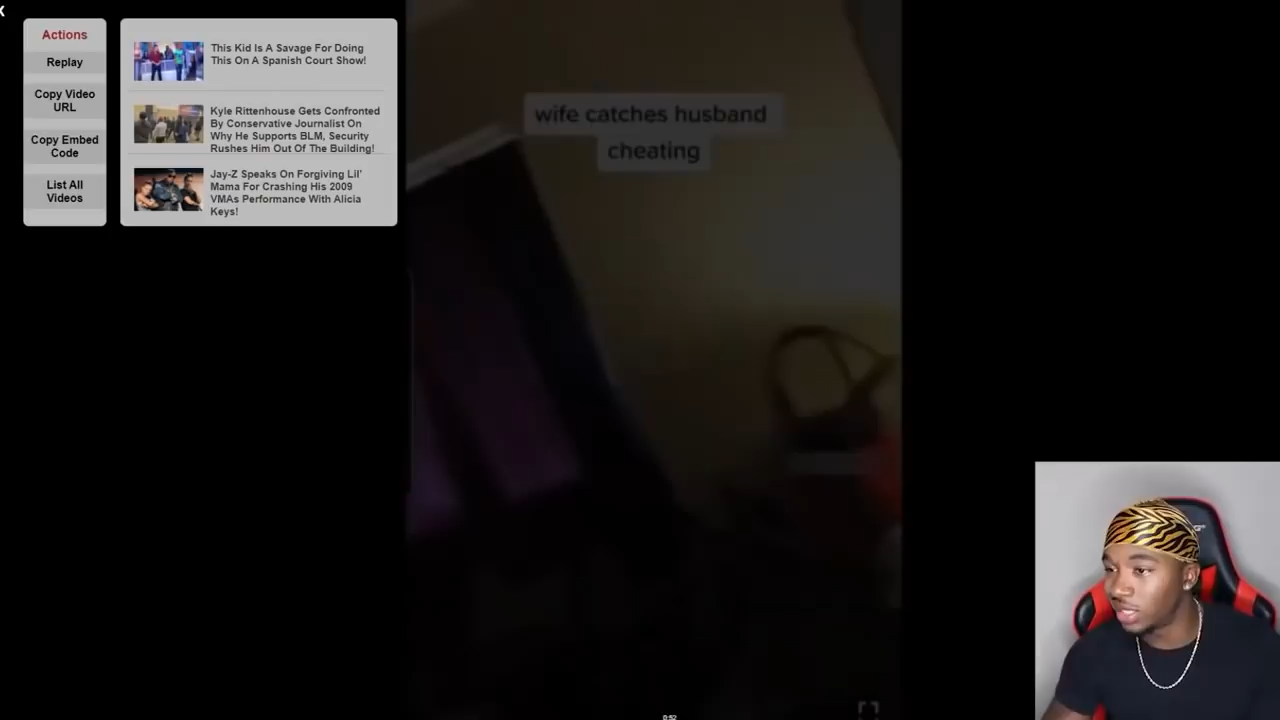 X
Actions
Replay
Copy Video
URL
Copy Embed
Code
List All
Videos
This Kid Is A Savage For Doing
This On A Spanish Court Show!
Kyle Rittenhouse Gets Confronted
By Conservative Journalist On
Why He Supports BLM, Security
Rushes Him Out Of The Building!
Jay-Z Speaks On Forgiving Lil'
Mama For Crashing His 2009
VMAs Performance With Alicia
Keys!
wife catches husband
cheating
0:52